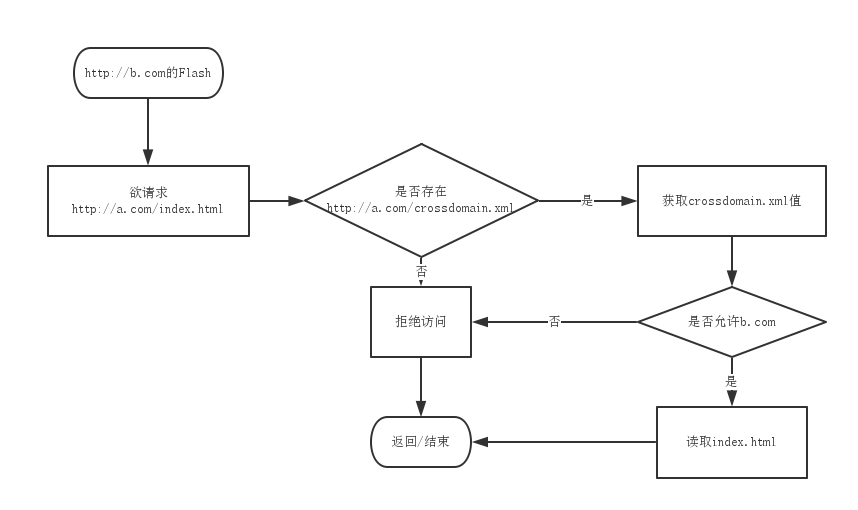 http://b.com的Flash
欲请求
http://a.com/index.html
是否存在
http://a.com/crossdomain.xml
是
获取crossdomain.xml值
否
拒绝访问
否
是否允许b.com
是
返回/结束
读取index.html